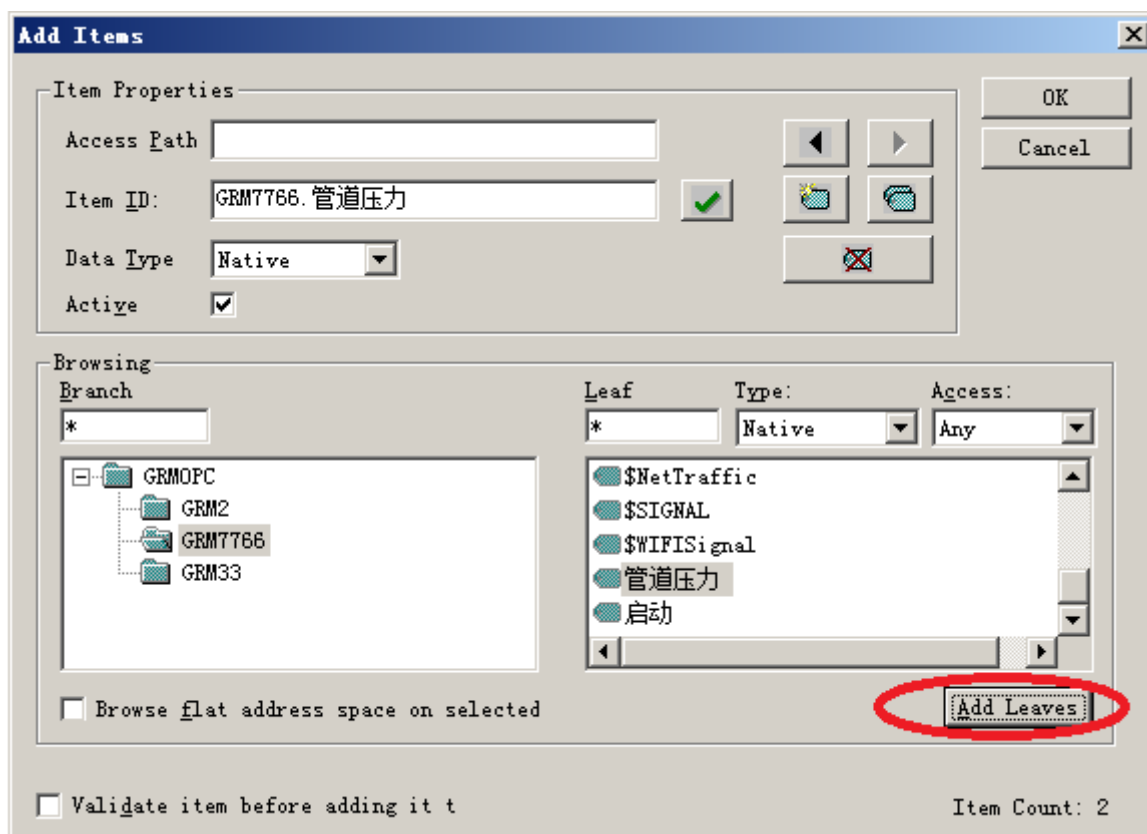 Add Items
Item Properties
OK
Access Path
Cancel
Item ID: GRM7766.管道压力
Data Type Native
Active
Browsing
Branch Leaf Type: Access:
* * Native Any
GRMOPC $NetTraffic
GRM2 $SIGNAL
GRM7766 $WIFISignal
GRM33 管道压力
启动
Browse flat address space on selected Add Leaves
Validate item before adding it t Item Count: 2